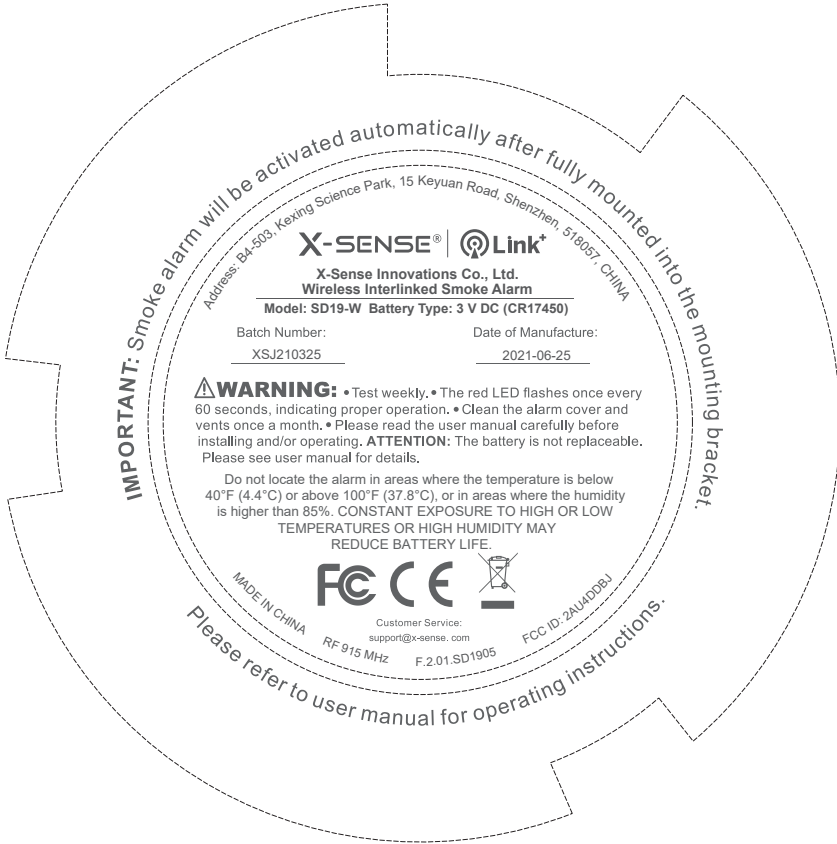 IMPORTANT: Smoke alarm will be activated automatically after fully mounted into the mounting bracket.
Address: B4-503, Kexing Science Park, 15 Keyuan Road, Shenzhen, 518057, CHINA
X-SENSE® | Link+
X-Sense Innovations Co., Ltd.
Wireless Interlinked Smoke Alarm
Model: SD19-W Battery Type: 3 V DC (CR17450)
Batch Number: Date of Manufacture:
XSJ210325 2021-06-25
WARNING: • Test weekly. • The red LED flashes once every
60 seconds, indicating proper operation. • Clean the alarm cover and
vents once a month. • Please read the user manual carefully before
installing and/or operating. ATTENTION: The battery is not replaceable.
Please see user manual for details.
Do not locate the alarm in areas where the temperature is below
40°F (4.4°C) or above 100°F (37.8°C), or in areas where the humidity
is higher than 85%. CONSTANT EXPOSURE TO HIGH OR LOW
TEMPERATURES OR HIGH HUMIDITY MAY
REDUCE BATTERY LIFE.
FC CE
Customer Service:
support@x-sense. com
MADE IN CHINA RF 915 MHz F.2.01.SD1905 FCC ID: 2AU4DDBJ
Please refer to user manual for operating instructions.